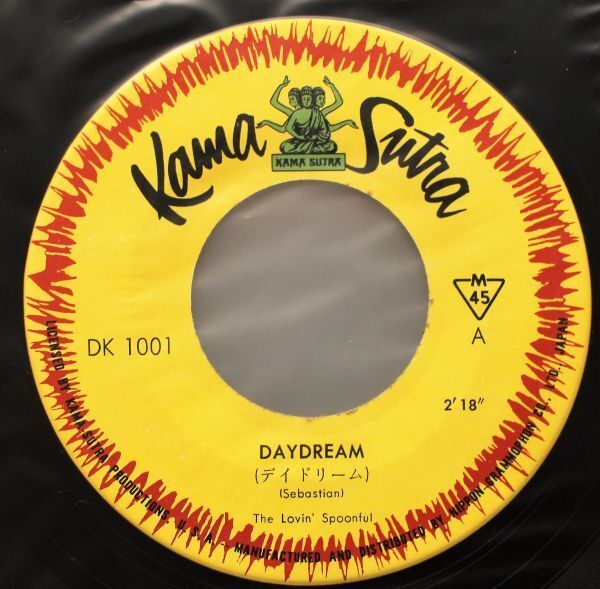 Kama Sutra
KAMA SUTRA
M
45
A
DK 1001
2'18"
DAYDREAM
(デイドリーム)
(Sebastian)
The Lovin' Spoonful
LICENSED BY KAMA-SUTRA PRODUCTIONS, U.S.A. - MANUFACTURED AND DISTRIBUTED BY NIPPON GRAMMOPHON CO., LTD. JAPAN